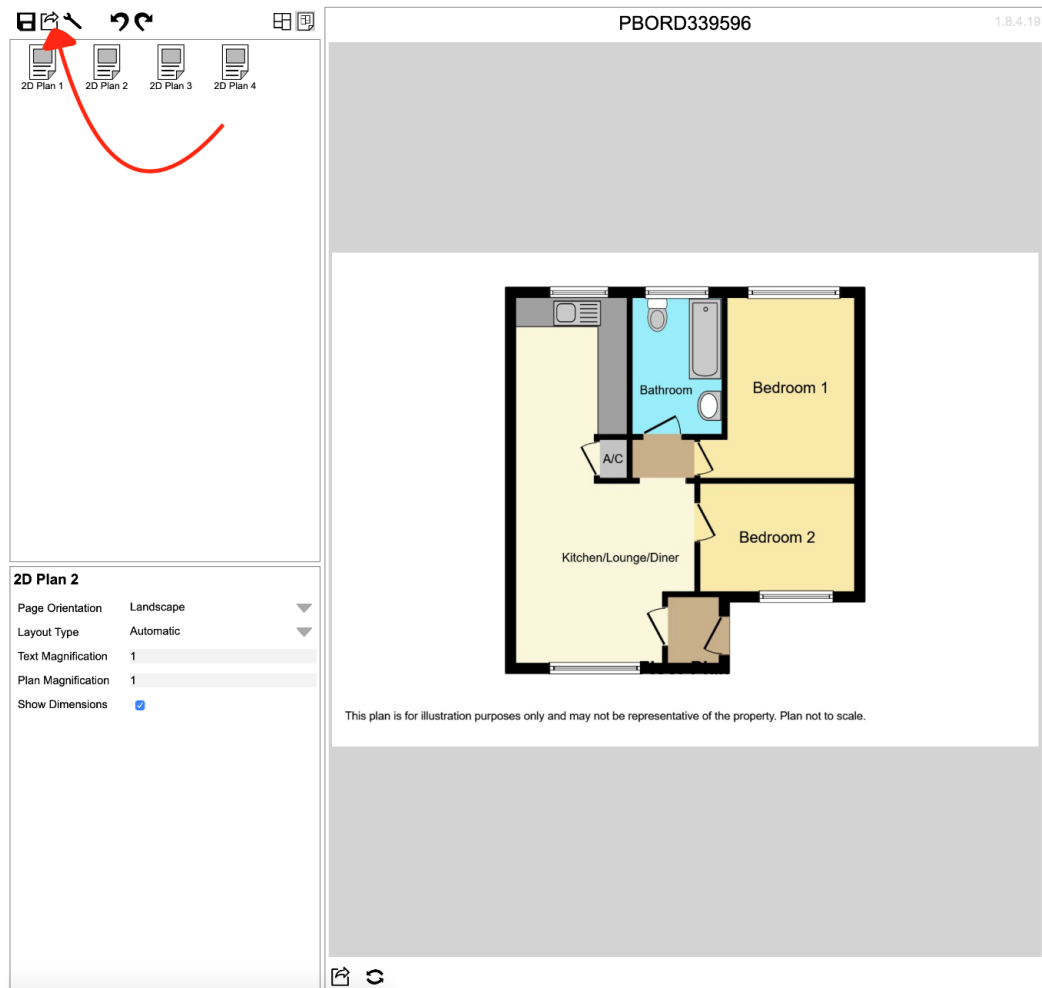 PBORD339596
1.8.4.19
2D Plan 1
2D Plan 2
2D Plan 3
2D Plan 4
Bathroom
Bedroom 1
A/C
Bedroom 2
Kitchen/Lounge/Diner
This plan is for illustration purposes only and may not be representative of the property. Plan not to scale.
2D Plan 2
Page Orientation Landscape
Layout Type Automatic
Text Magnification 1
Plan Magnification 1
Show Dimensions